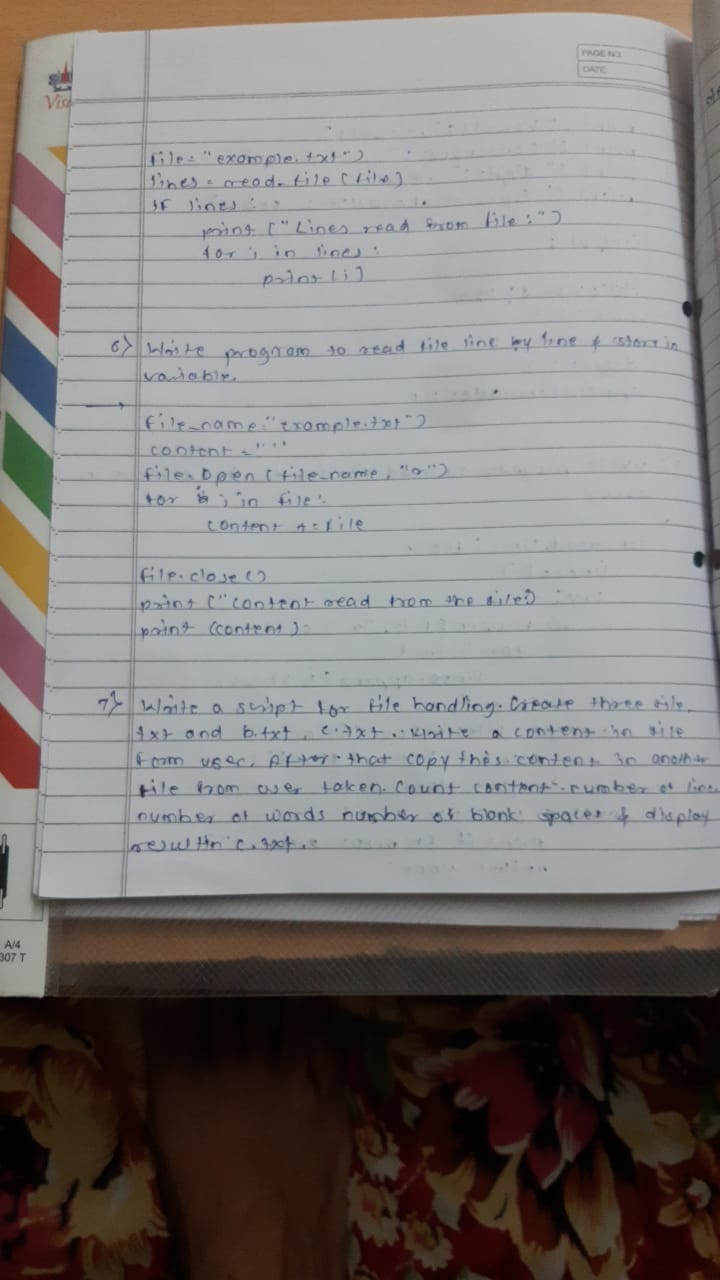 PAGE NO.
DATE:
Vis
file = "example.txt")
lines = read_file (file)
If lines :
print ("Lines read from file :")
for i in lines :
print (i)
6) Write program to read file line by line & store in
variable.
→
file_name = "example.txt")
content = ""
file = Open (file_name, "r")
for i in file :
content += file
file.close()
print ("content read from the file)
print (content)
7) Write a script for file handling. Create three file.
txt and b.txt, c.txt. Write a content in file
form user, After that copy this content in another
file from user taken. Count content number of line
number of words number of blank spaces & display
result in c.txt.
A/4
307 T